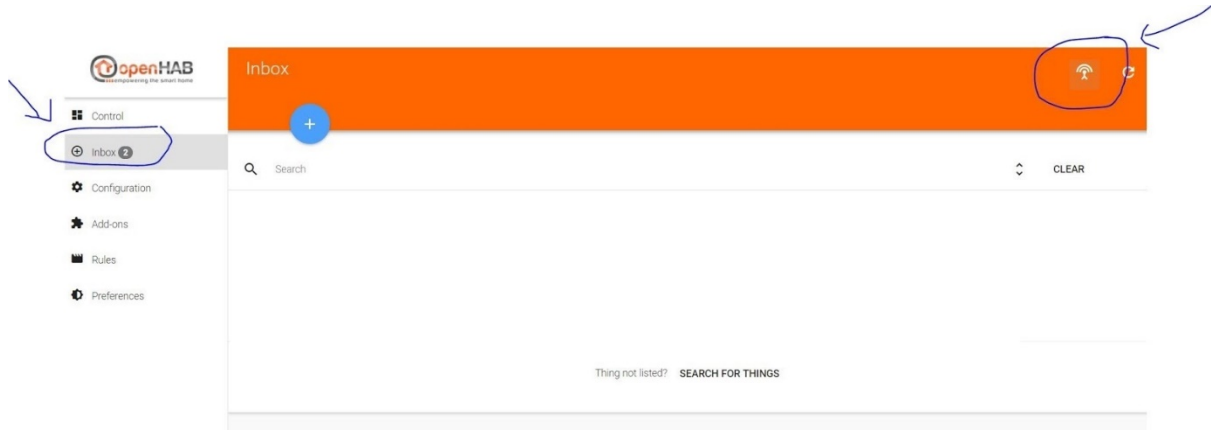 openHAB
empowering the smart home
Control
Inbox 2
Configuration
Add-ons
Rules
Preferences
Inbox
+
Search
CLEAR
Thing not listed? SEARCH FOR THINGS